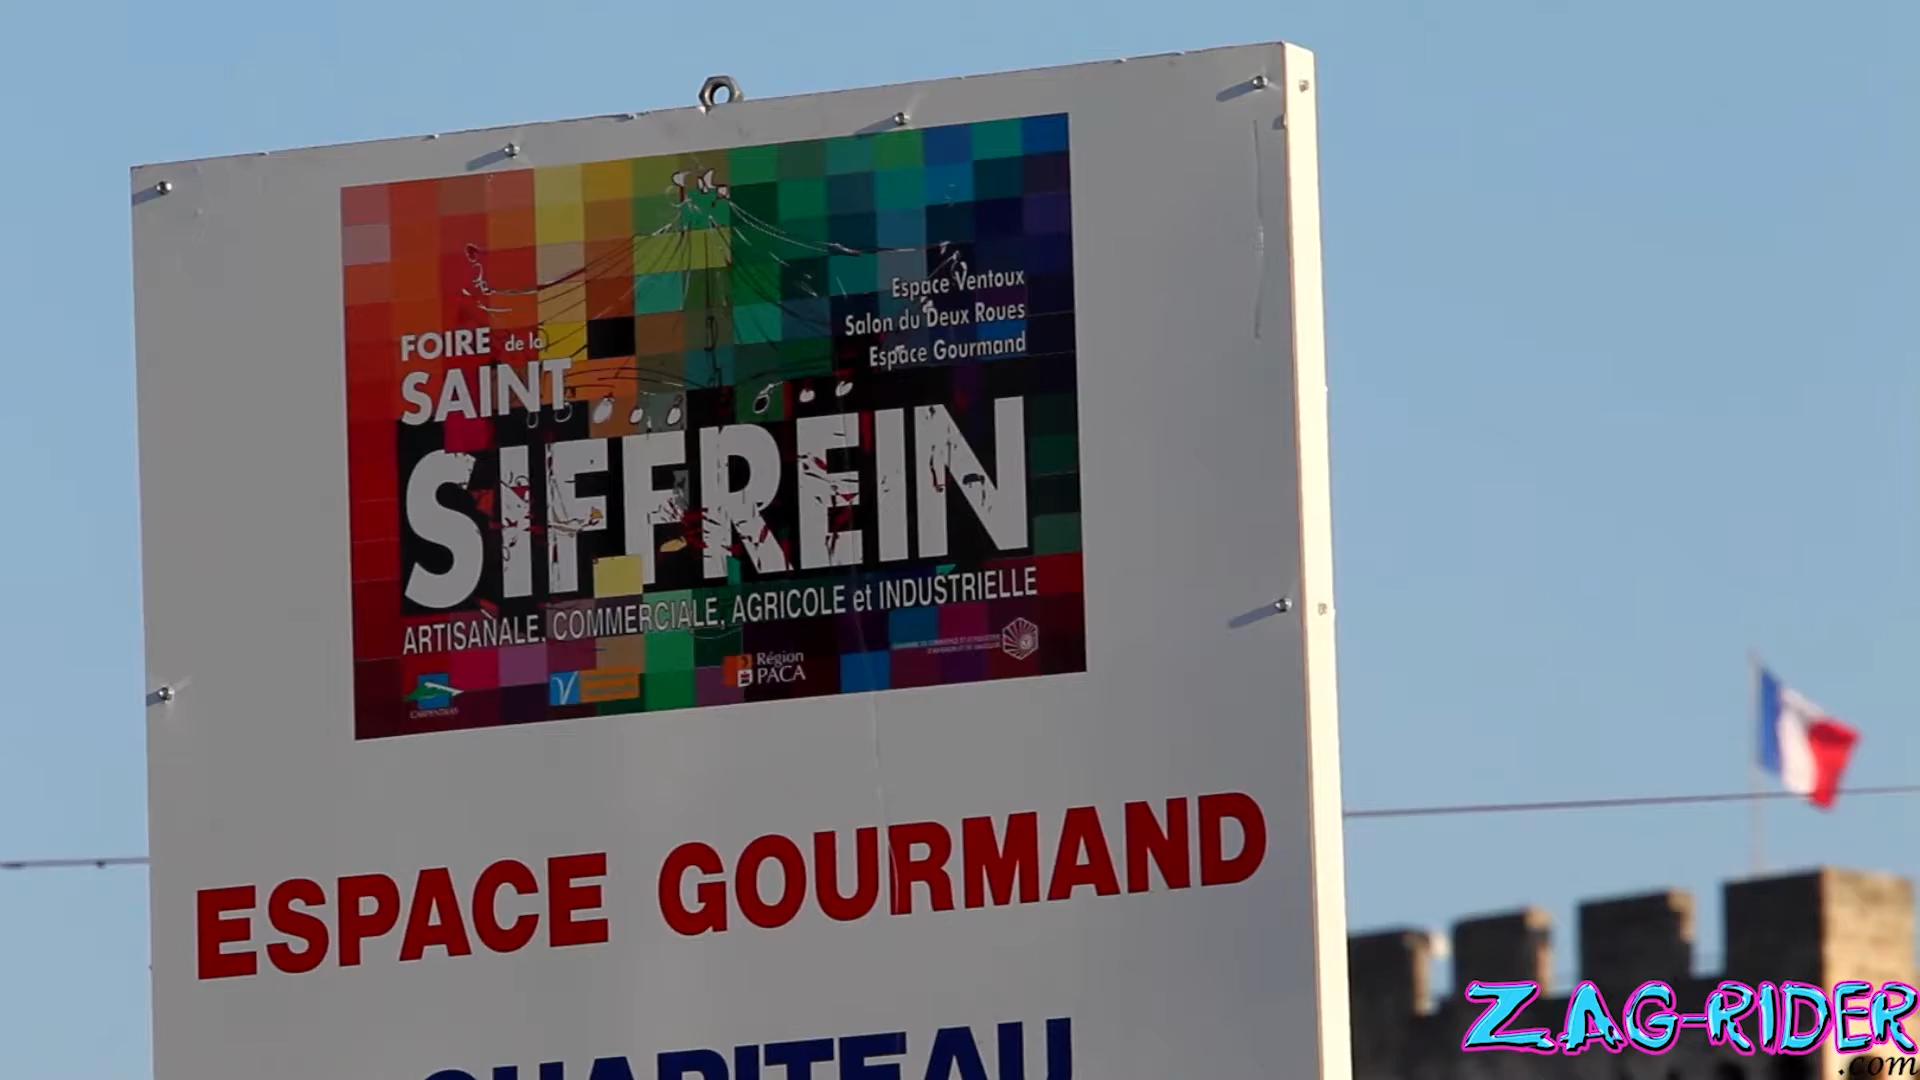 Espace Ventoux
Salon du Deux Roues
Espace Gourmand
FOIRE de la
SAINT
SIFFREIN
ARTISANALE, COMMERCIALE, AGRICOLE et INDUSTRIELLE
CARPENTRAS
Région
PACA
ESPACE GOURMAND
CHAPITEAU
ZAG-RIDER
.com